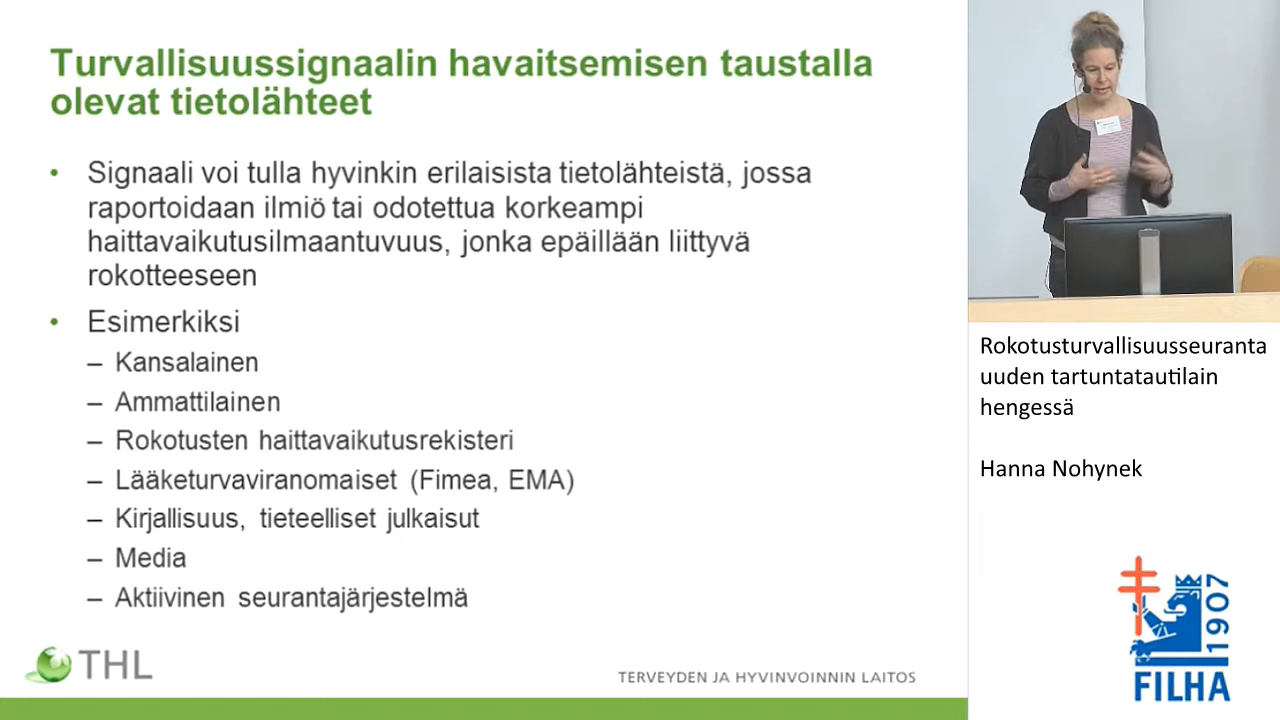 Turvallisuussignaalin havaitsemisen taustalla
olevat tietolähteet
• Signaali voi tulla hyvinkin erilaisista tietolähteistä, jossa
raportoidaan ilmiö tai odotettua korkeampi
haittavaikutusilmaantuvuus, jonka epäillään liittyvä
rokotteeseen
• Esimerkiksi
– Kansalainen
– Ammattilainen
– Rokotusten haittavaikutusrekisteri
– Lääketurvaviranomaiset (Fimea, EMA)
– Kirjallisuus, tieteelliset julkaisut
– Media
– Aktiivinen seurantajärjestelmä
THL
TERVEYDEN JA HYVINVOINNIN LAITOS
Rokotusturvallisuusseuranta
uuden tartuntatautilain
hengessä
Hanna Nohynek
1907
FILHA